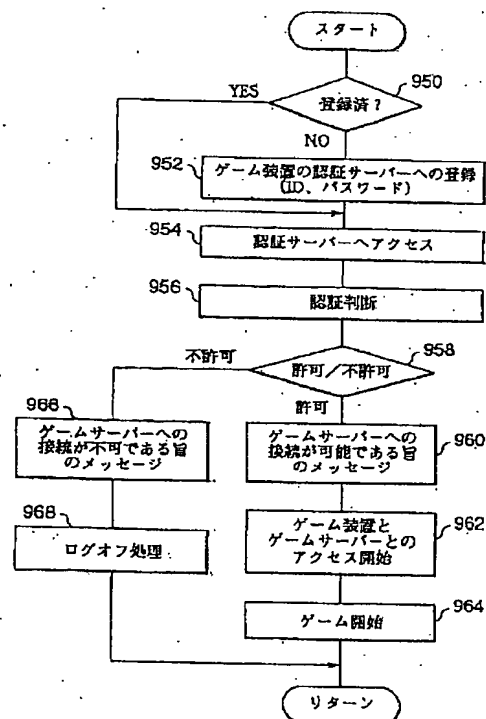 スタート
950
YES
登録済?
NO
952
ゲーム装置の認証サーバーへの登録
(ID、パスワード)
954
認証サーバーへアクセス
956
認証判断
958
不許可
許可/不許可
許可
966
ゲームサーバーへの
接続が不可である旨
のメッセージ
ゲームサーバーへの
接続が可能である旨
のメッセージ
960
968
ログオフ処理
ゲーム装置と
ゲームサーバーとの
アクセス開始
962
ゲーム開始
964
リターン